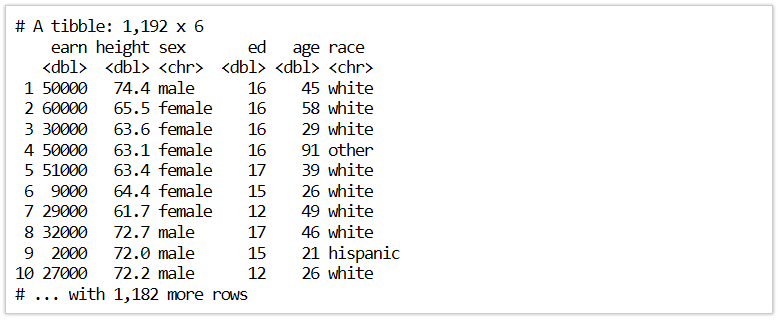 # A tibble: 1,192 x 6
earn height sex ed age race
<dbl> <dbl> <chr> <dbl> <dbl> <chr>
1 50000 74.4 male 16 45 white
2 60000 65.5 female 16 58 white
3 30000 63.6 female 16 29 white
4 50000 63.1 female 16 91 other
5 51000 63.4 female 17 39 white
6 9000 64.4 female 15 26 white
7 29000 61.7 female 12 49 white
8 32000 72.7 male 17 46 white
9 2000 72.0 male 15 21 hispanic
10 27000 72.2 male 12 26 white
# ... with 1,182 more rows